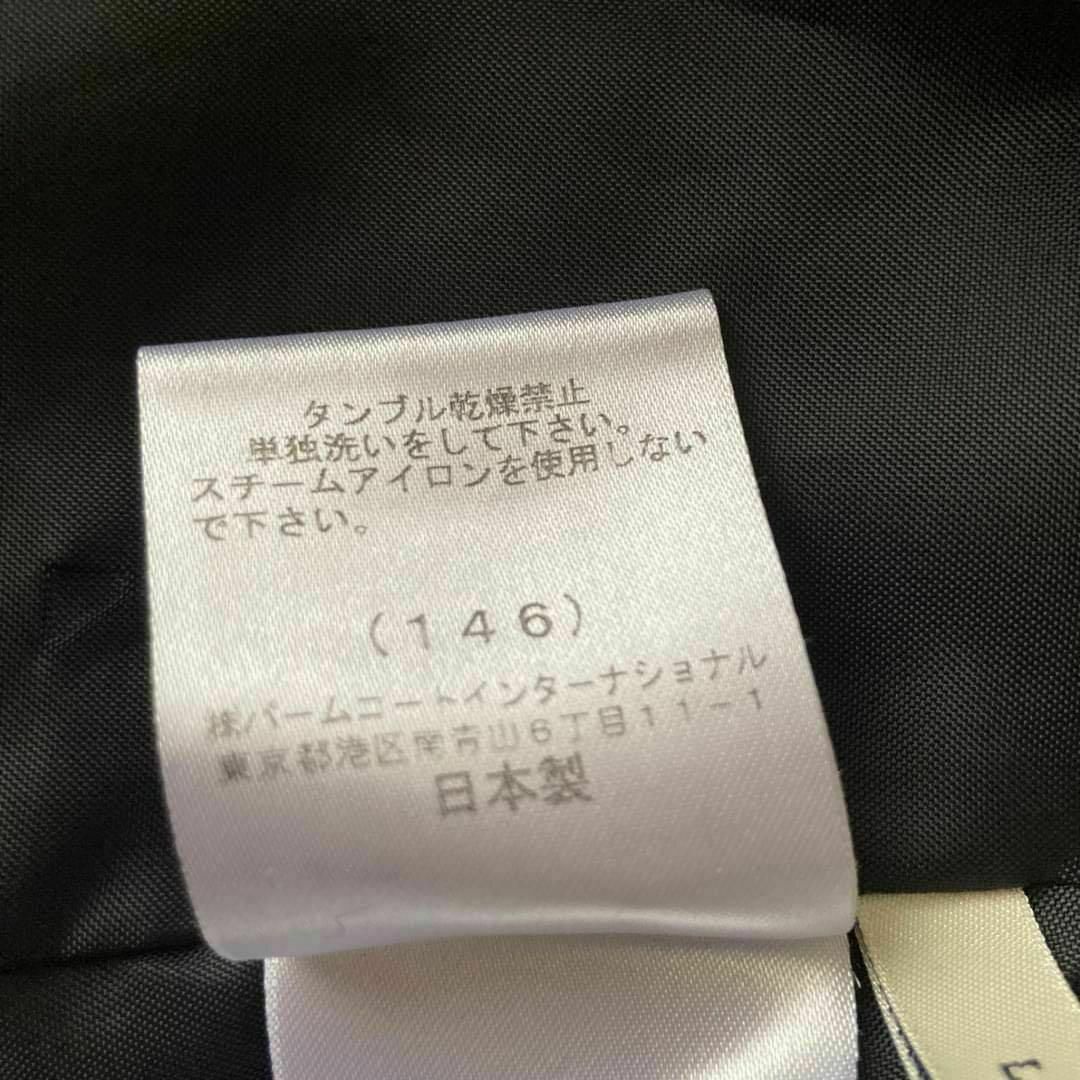 タンブル乾燥禁止
単独洗いをして下さい。
スチームアイロンを使用しない
で下さい。
(146)
株パームコートインターナショナル
東京都港区南青山6丁目11-1
日本製